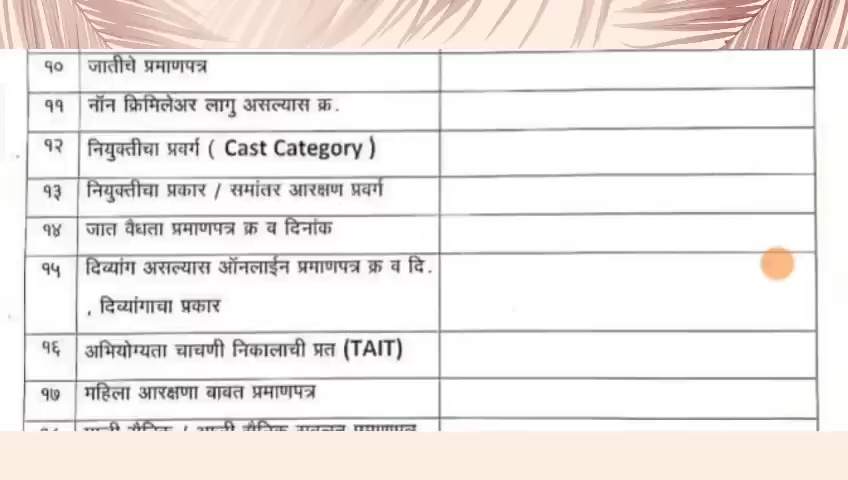 १० जातीचे प्रमाणपत्र
११ नॉन क्रिमिलेअर लागु असल्यास क्र.
१२ नियुक्तीचा प्रवर्ग ( Cast Category )
१३ नियुक्तीचा प्रकार / समांतर आरक्षण प्रवर्ग
१४ जात वैधता प्रमाणपत्र क्र व दिनांक
१५ दिव्यांग असल्यास ऑनलाईन प्रमाणपत्र क्र व दि.
, दिव्यांगाचा प्रकार
१६ अभियोग्यता चाचणी निकालाची प्रत (TAIT)
१७ महिला आरक्षणा बाबत प्रमाणपत्र